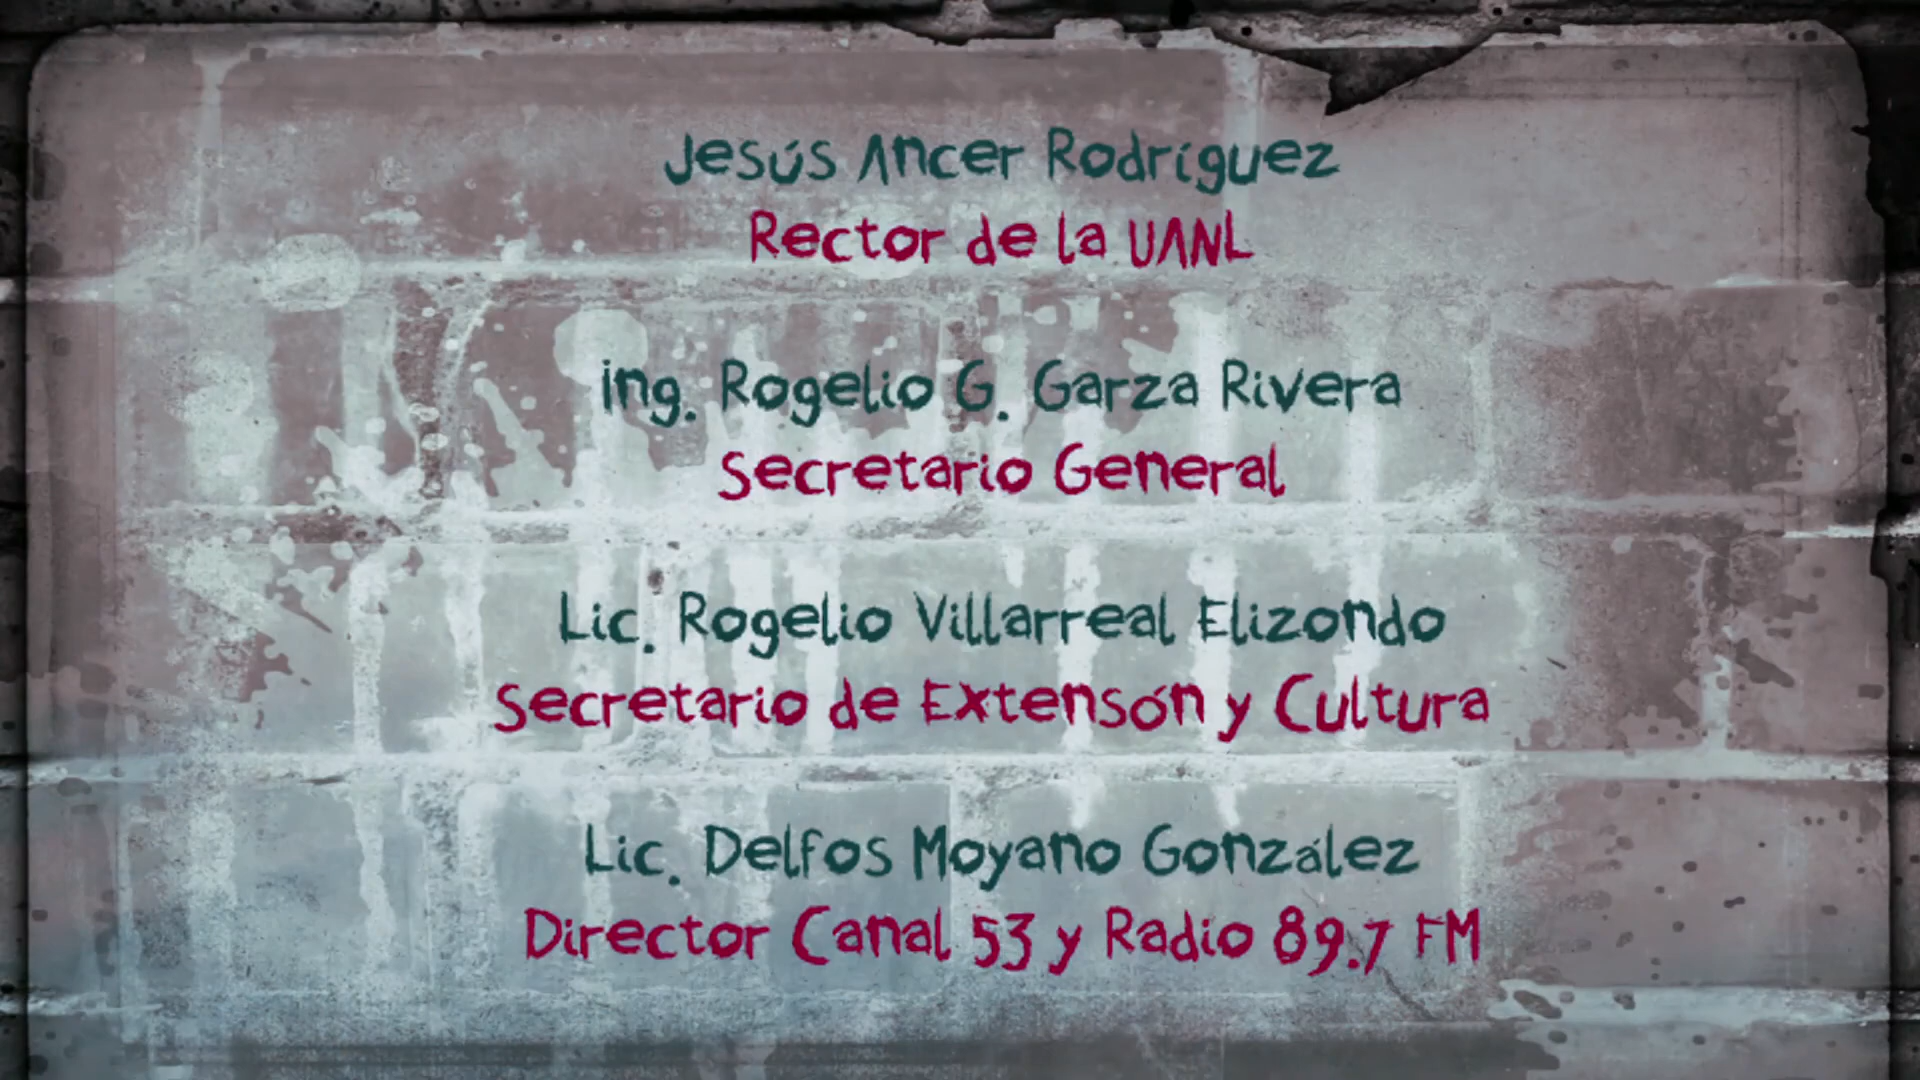 Jesús Ancer Rodríguez
Rector de la UANL
ing. Rogelio G. Garza Rivera
Secretario General
Lic. Rogelio Villarreal Elizondo
Secretario de Extensón y Cultura
Lic. Delfos Moyano González
Director Canal 53 y Radio 89.7 FM